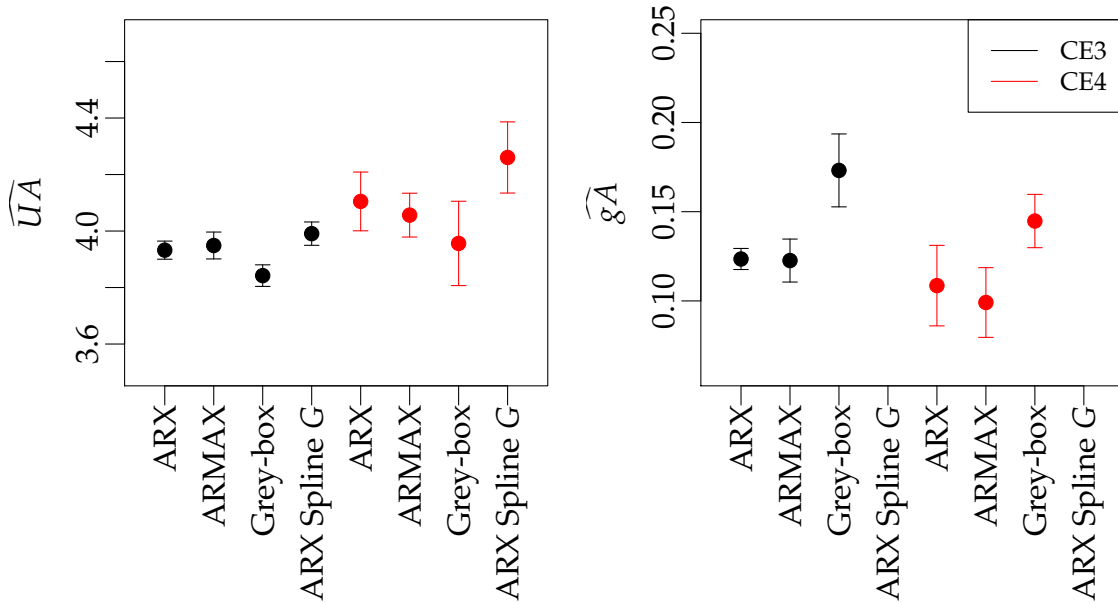 UA
4.4
4.0
3.6
ARX
ARMAX
Grey-box
ARX Spline G
ARX
ARMAX
Grey-box
ARX Spline G
gA
0.25
0.20
0.15
0.10
CE3
CE4
ARX
ARMAX
Grey-box
ARX Spline G
ARX
ARMAX
Grey-box
ARX Spline G